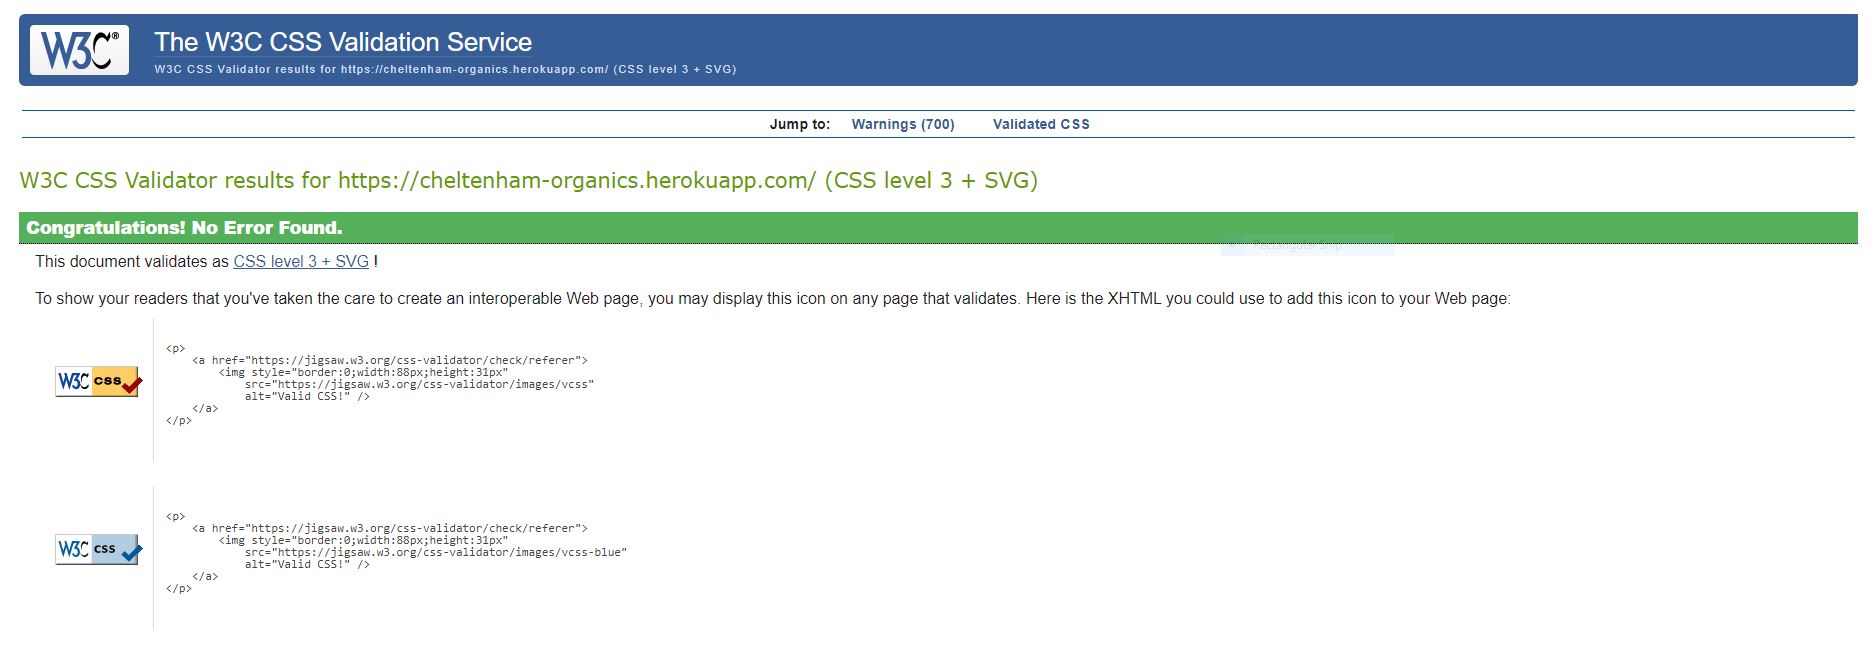 W3C®
The W3C CSS Validation Service
W3C CSS Validator results for https://cheltenham-organics.herokuapp.com/ (CSS level 3 + SVG)
Jump to: Warnings (700) Validated CSS
W3C CSS Validator results for https://cheltenham-organics.herokuapp.com/ (CSS level 3 + SVG)
Congratulations! No Error Found.
Rectangular Snip
This document validates as CSS level 3 + SVG !
To show your readers that you've taken the care to create an interoperable Web page, you may display this icon on any page that validates. Here is the XHTML you could use to add this icon to your Web page:
W3C css
<p>
<a href="https://jigsaw.w3.org/css-validator/check/referer">
<img style="border:0;width:88px;height:31px"
src="https://jigsaw.w3.org/css-validator/images/vcss"
alt="Valid CSS!" />
</a>
</p>
W3C css
<p>
<a href="https://jigsaw.w3.org/css-validator/check/referer">
<img style="border:0;width:88px;height:31px"
src="https://jigsaw.w3.org/css-validator/images/vcss-blue"
alt="Valid CSS!" />
</a>
</p>